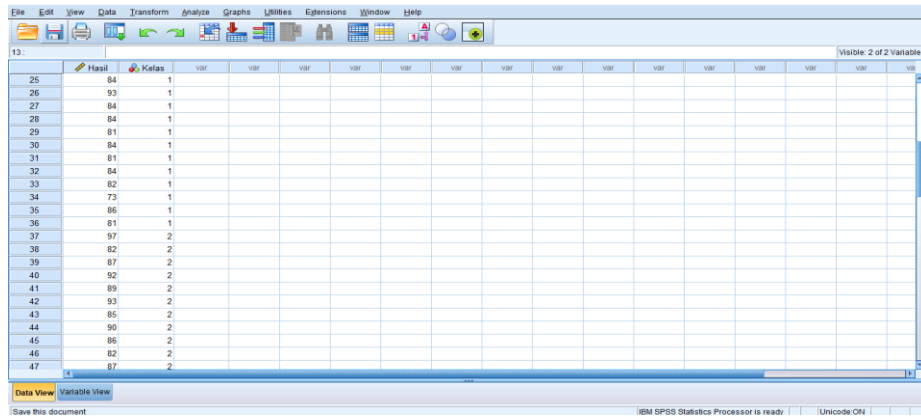 File Edit View Data Transform Analyze Graphs Utilities Extensions Window Help
13 : Visible: 2 of 2 Variable
Hasil Kelas var var var var var var var var var var var var va
25 84 1
26 93 1
27 84 1
28 84 1
29 81 1
30 84 1
31 81 1
32 84 1
33 82 1
34 73 1
35 86 1
36 81 1
37 97 2
38 82 2
39 87 2
40 92 2
41 89 2
42 93 2
43 85 2
44 90 2
45 86 2
46 82 2
47 87 2
Data View Variable View
Save this document IBM SPSS Statistics Processor is ready Unicode:ON